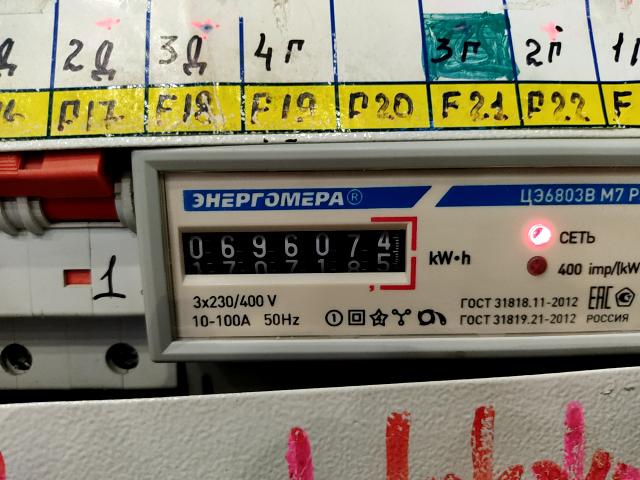 2Д 3Д 4Г 3Г 2Г
F17 F18 F19 F20 F21 F22 F
ЭНЕРГОМЕРА® ЦЭ6803В М7 Р
0696074 kW•h
СЕТЬ
1
400 imp/(kW
3x230/400 V
10-100A 50Hz
ГОСТ 31818.11-2012
ГОСТ 31819.21-2012
ЕАС
РОССИЯ